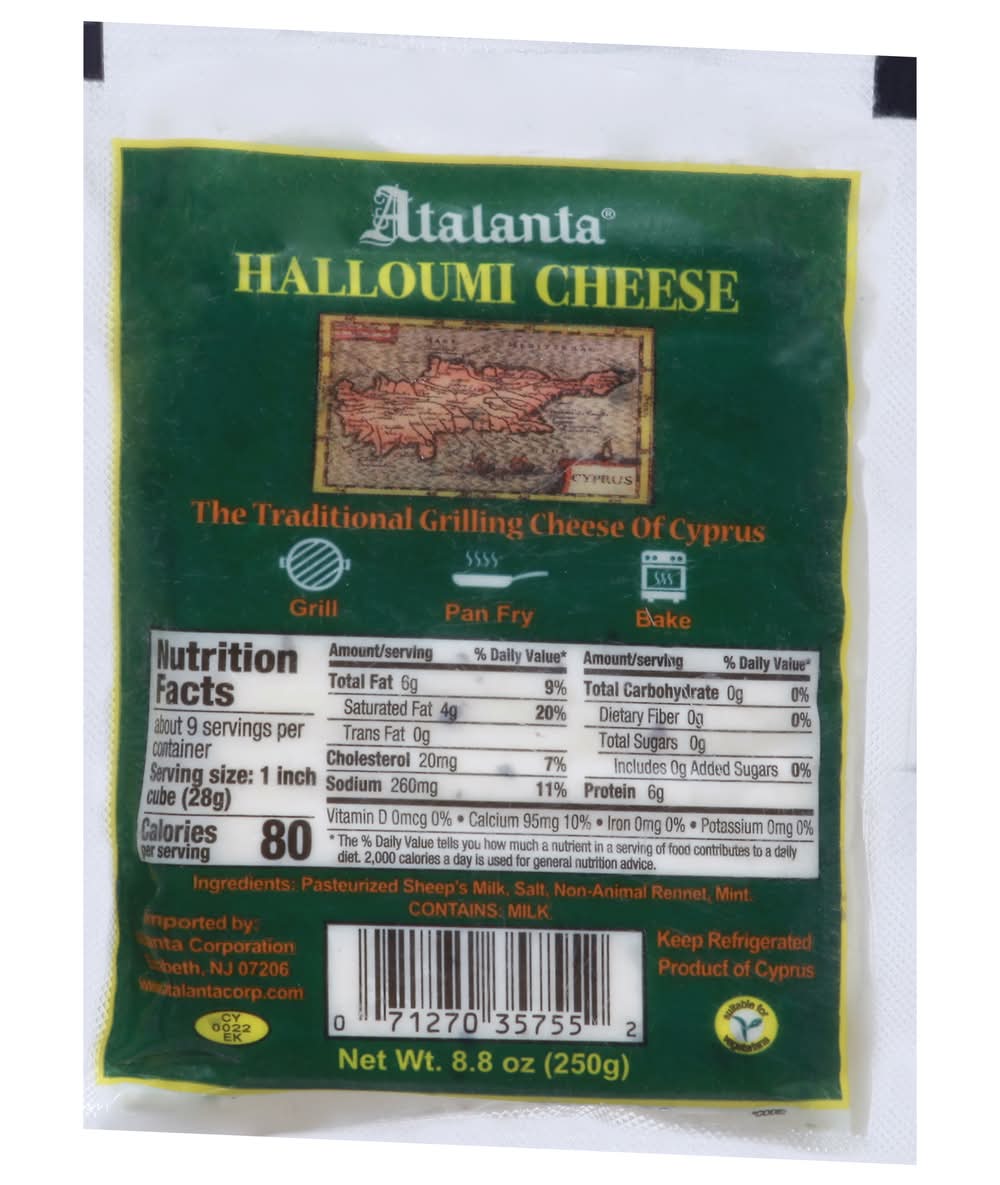 Atalanta®
HALLOUMI CHEESE
CYPRUS
The Traditional Grilling Cheese Of Cyprus
Grill
Pan Fry
Bake
Nutrition
Facts
about 9 servings per
container
Serving size: 1 inch
cube (28g)
Calories
per serving
80
Amount/serving % Daily Value*
Total Fat 6g 9%
Saturated Fat 4g 20%
Trans Fat 0g
Cholesterol 20mg 7%
Sodium 260mg 11%
Amount/serving % Daily Value*
Total Carbohydrate 0g 0%
Dietary Fiber 0g 0%
Total Sugars 0g
Includes 0g Added Sugars 0%
Protein 6g
Vitamin D 0mcg 0% • Calcium 95mg 10% • Iron 0mg 0% • Potassium 0mg 0%
* The % Daily Value tells you how much a nutrient in a serving of food contributes to a daily
diet. 2,000 calories a day is used for general nutrition advice.
Ingredients: Pasteurized Sheep's Milk, Salt, Non-Animal Rennet, Mint.
CONTAINS: MILK
Imported by:
Corporation
NJ 07206
www.atalantacorp.com
CY
0022
EK
0 71270 35755 2
Keep Refrigerated
Product of Cyprus
suitable for
vegetarians
Net Wt. 8.8 oz (250g)